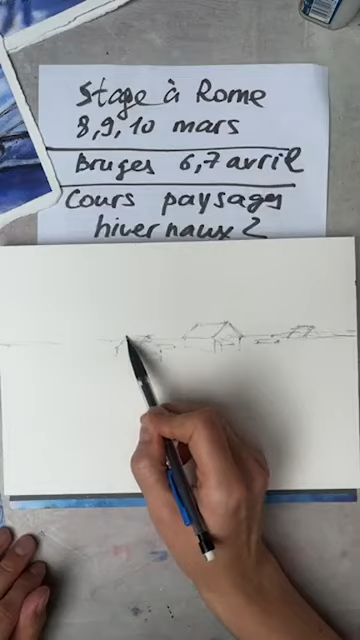 Stage à Rome
8,9,10 mars
Bruges 6,7 avril
Cours paysages
hivernaux 2